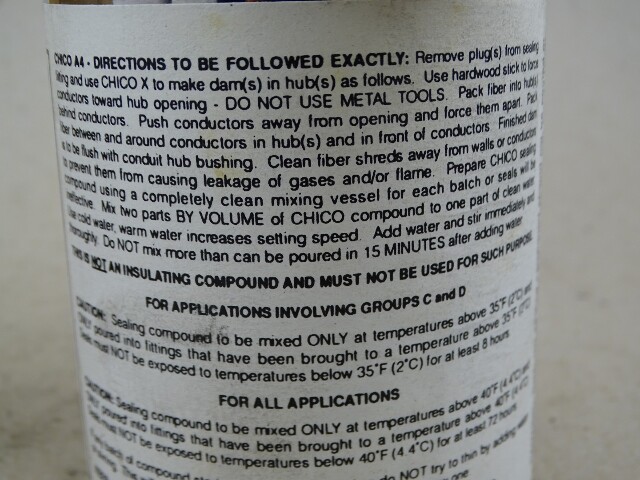 CHICO A4 - DIRECTIONS TO BE FOLLOWED EXACTLY: Remove plug(s) from sealing
fitting and use CHICO X to make dam(s) in hub(s) as follows. Use hardwood stick to force
conductors toward hub opening - DO NOT USE METAL TOOLS. Pack fiber into hub(s)
behind conductors. Push conductors away from opening and force them apart. Pack
fiber between and around conductors in hub(s) and in front of conductors. Finished dam
is to be flush with conduit hub bushing. Clean fiber shreds away from walls or conductors
to prevent them from causing leakage of gases and/or flame. Prepare CHICO sealing
compound using a completely clean mixing vessel for each batch or seals will be
ineffective. Mix two parts BY VOLUME of CHICO compound to one part of clean water
Use cold water, warm water increases setting speed. Add water and stir immediately and
thoroughly. Do NOT mix more than can be poured in 15 MINUTES after adding water.
THIS IS NOT AN INSULATING COMPOUND AND MUST NOT BE USED FOR SUCH PURPOSE.
FOR APPLICATIONS INVOLVING GROUPS C and D
CAUTION: Sealing compound to be mixed ONLY at temperatures above 35°F (2°C) and
ONLY poured into fittings that have been brought to a temperature above 35°F (2°C)
Seals must NOT be exposed to temperatures below 35°F (2°C) for at least 8 hours
FOR ALL APPLICATIONS
CAUTION: Sealing compound to be mixed ONLY at temperatures above 40°F (4.4°C) and
ONLY poured into fittings that have been brought to a temperature above 40°F (4.4°C)
Seals must NOT be exposed to temperatures below 40°F (4.4°C) for at least 72 hours
batch of compound do NOT try to thin by adding water